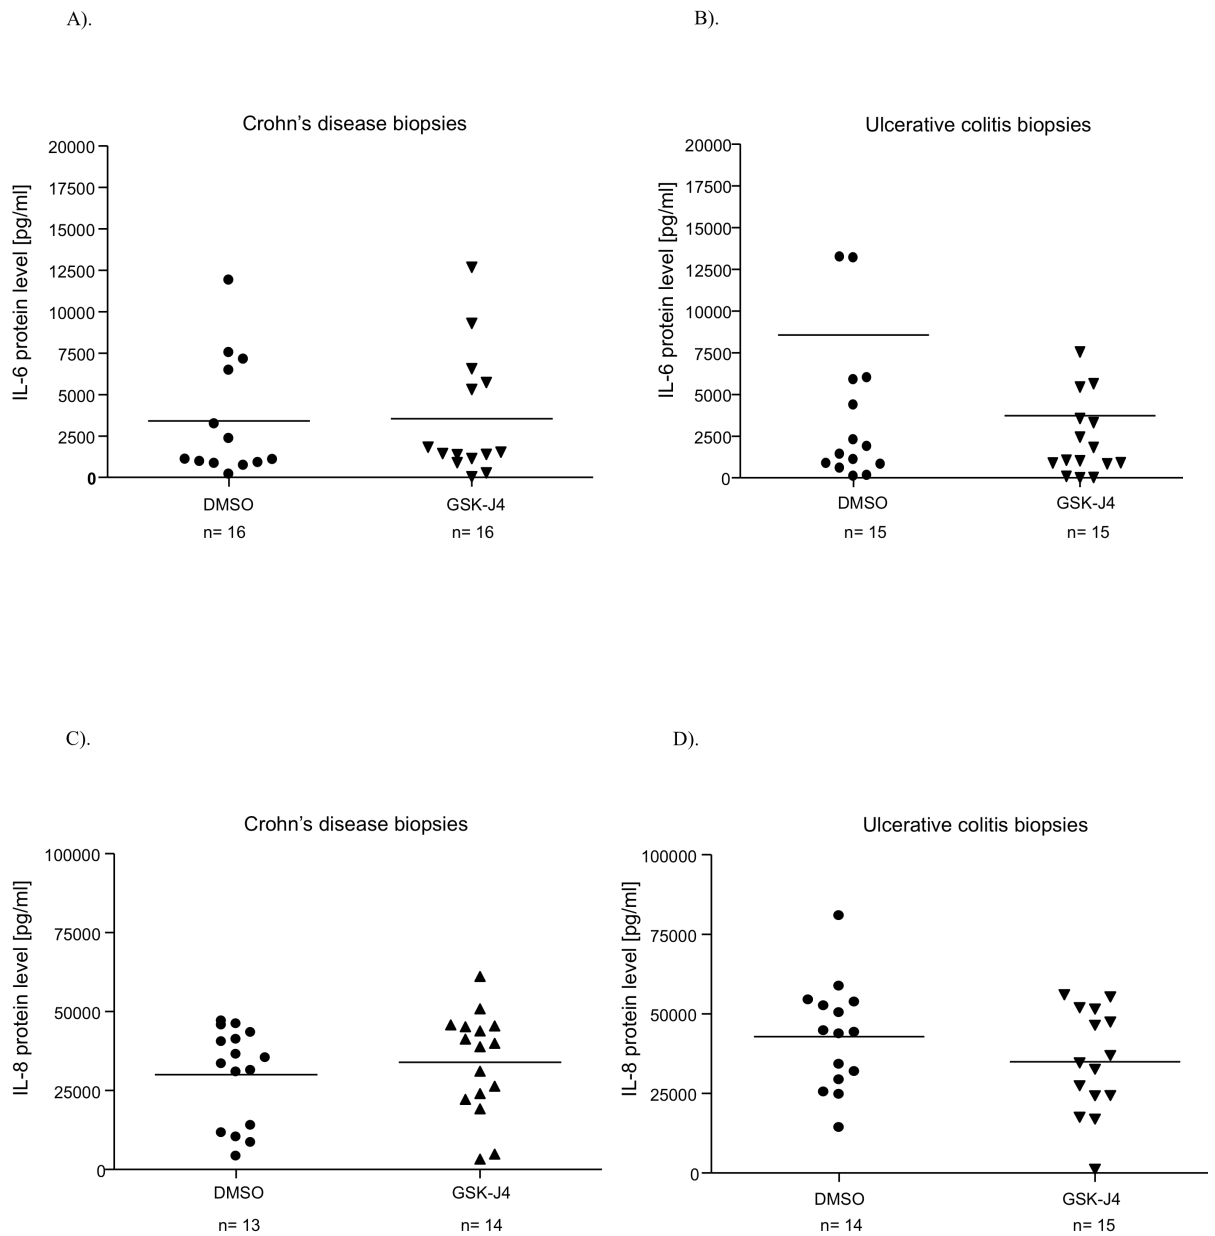 A).
B).
Crohn's disease biopsies
Ulcerative colitis biopsies
IL-6 protein level [pg/ml]
20000
17500
15000
12500
10000
7500
5000
2500
0
DMSO
GSK-J4
n= 16
n= 16
IL-6 protein level [pg/ml]
20000
17500
15000
12500
10000
7500
5000
2500
0
DMSO
GSK-J4
n= 15
n= 15
C).
D).
Crohn's disease biopsies
Ulcerative colitis biopsies
IL-8 protein level [pg/ml]
100000
75000
50000
25000
0
DMSO
GSK-J4
n= 13
n= 14
IL-8 protein level [pg/ml]
100000
75000
50000
25000
0
DMSO
GSK-J4
n= 14
n= 15